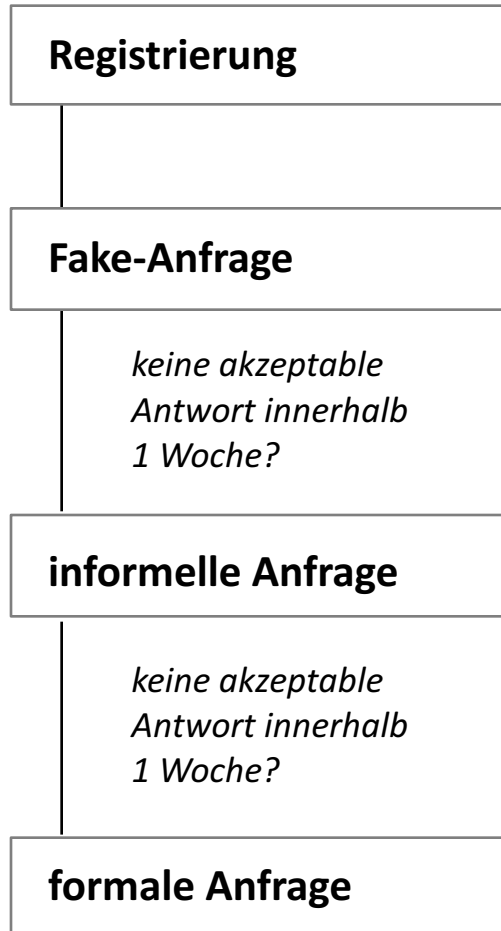 Registrierung
Fake-Anfrage
keine akzeptable
Antwort innerhalb
1 Woche?
informelle Anfrage
keine akzeptable
Antwort innerhalb
1 Woche?
formale Anfrage